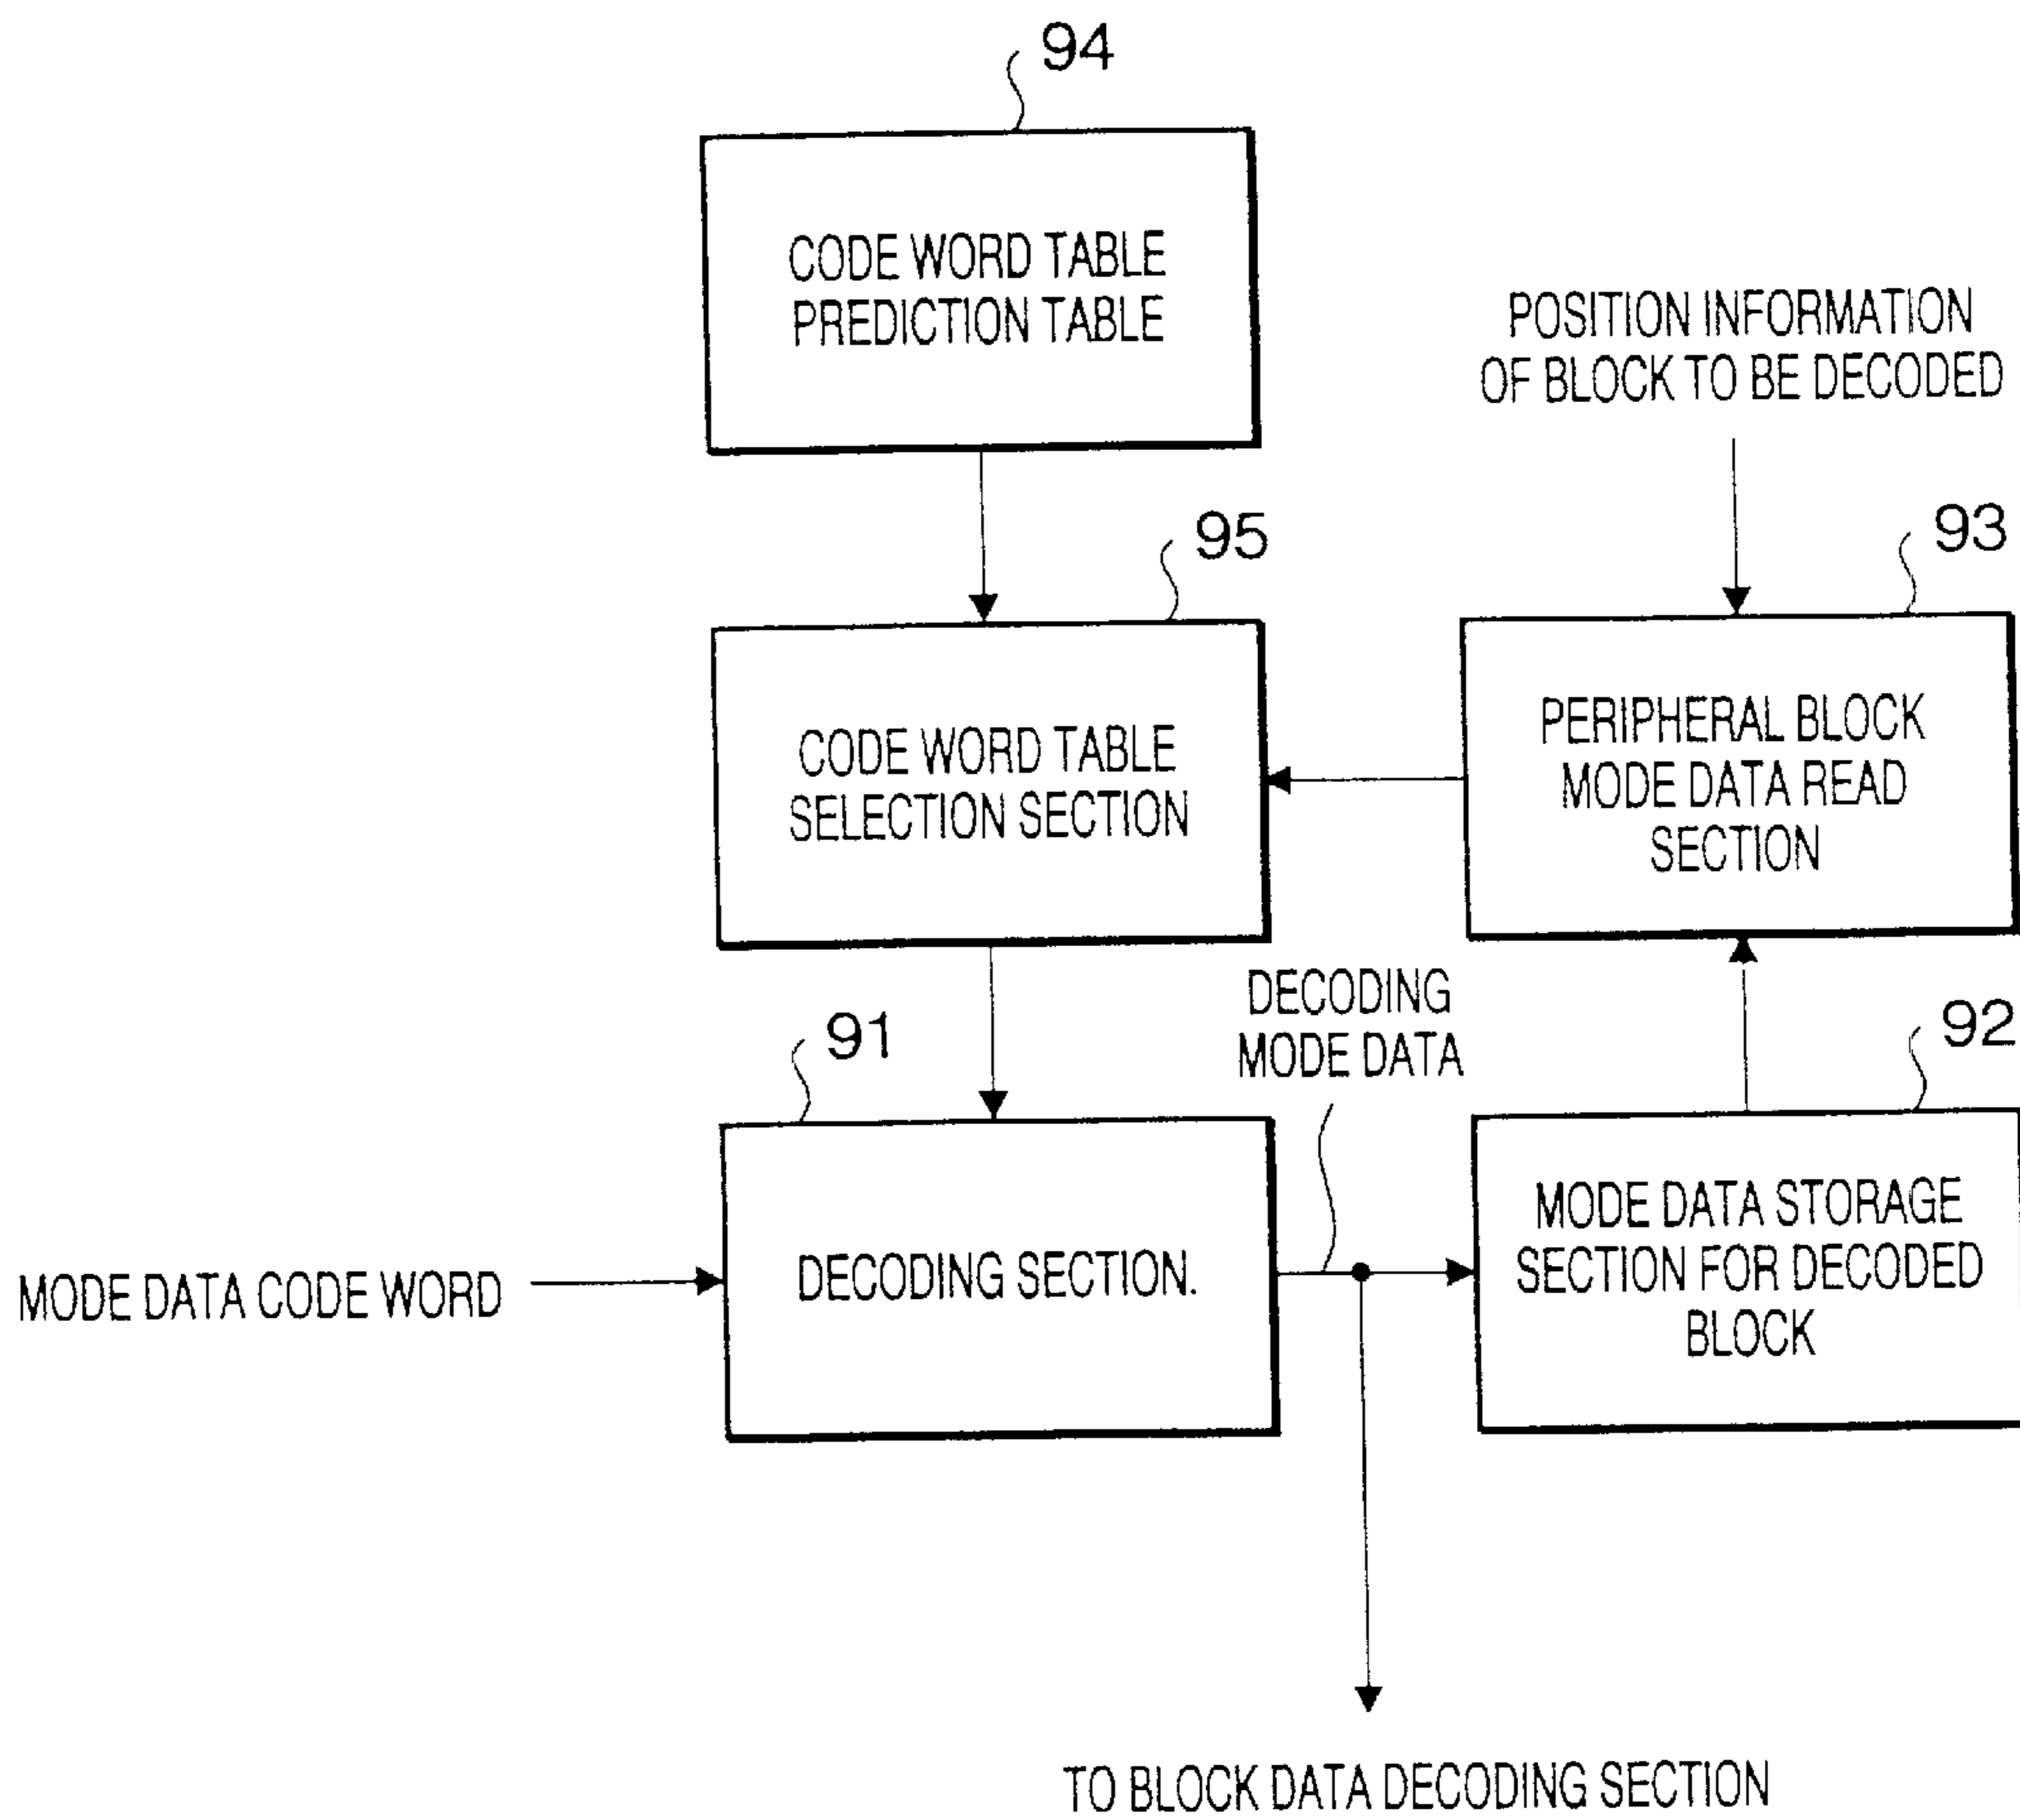 94
CODE WORD TABLE
PREDICTION TABLE
POSITION INFORMATION
OF BLOCK TO BE DECODED
95
93
CODE WORD TABLE
SELECTION SECTION
PERIPHERAL BLOCK
MODE DATA READ
SECTION
DECODING
MODE DATA
91
92
MODE DATA CODE WORD
DECODING SECTION.
MODE DATA STORAGE
SECTION FOR DECODED
BLOCK
TO BLOCK DATA DECODING SECTION